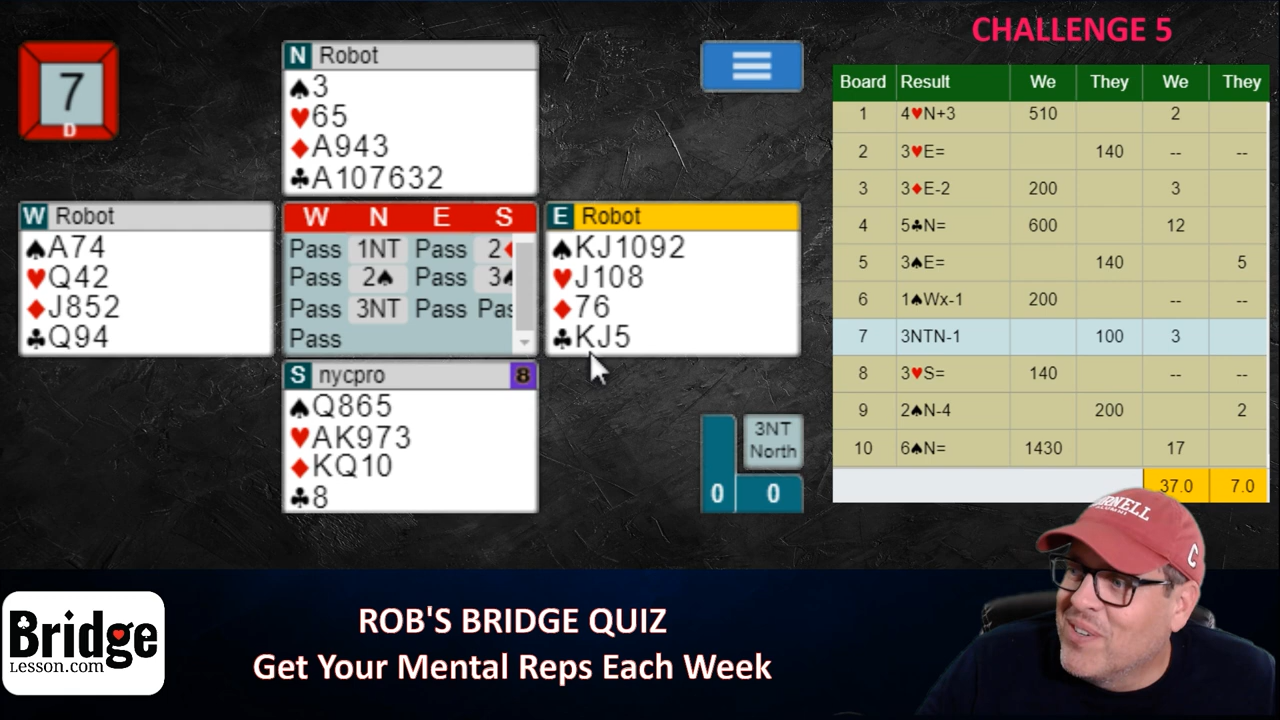 CHALLENGE 5
7
D
N Robot
♠3
♥65
♦A943
♣A107632
W Robot
♠A74
♥Q42
♦J852
♣Q94
W N E S
Pass 1NT Pass 2♦
Pass 2♠ Pass 3♠
Pass 3NT Pass Pas
Pass
E Robot
♠KJ1092
♥J108
♦76
♣KJ5
S nycpro 8
♠Q865
♥AK973
♦KQ10
♣8
3NT
North
0 0
Board Result We They We They
1 4♥N+3 510 2
2 3♥E= 140 -- --
3 3♦E-2 200 3
4 5♣N= 600 12
5 3♠E= 140 5
6 1♠Wx-1 200 -- --
7 3NTN-1 100 3
8 3♥S= 140 -- --
9 2♠N-4 200 2
10 6♠N= 1430 17
37.0 7.0
C
Bridge
LESSON.COM
ROB'S BRIDGE QUIZ
Get Your Mental Reps Each Week